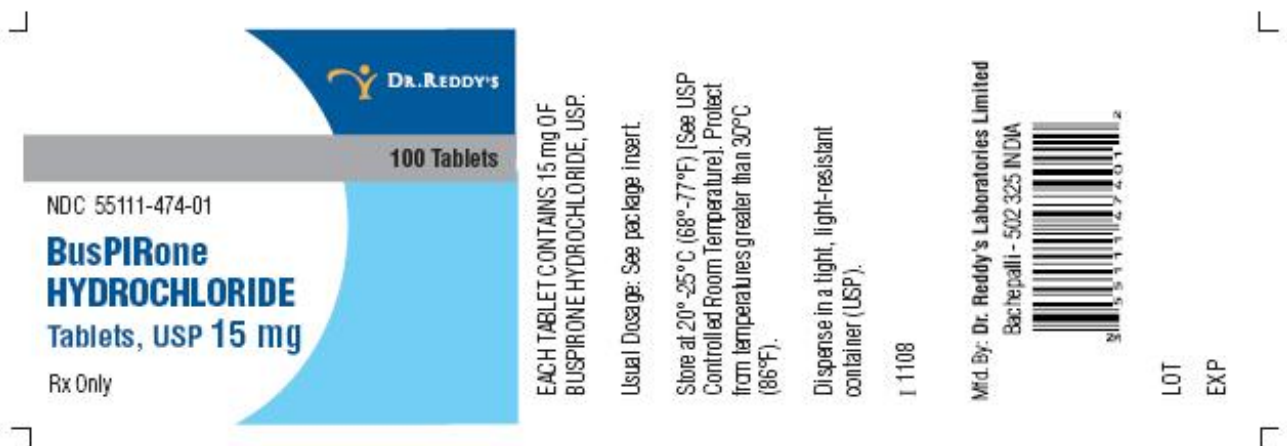 DR.REDDY'S
100 Tablets
NDC 55111-474-01
BusPIRone
HYDROCHLORIDE
Tablets, USP 15 mg
Rx Only
EACH TABLET CONTAINS 15 mg OF
BUSPIRONE HYDROCHLORIDE, USP.
Usual Dosage: See package insert.
Store at 20°-25°C (68°-77°F) [See USP
Controlled Room Temperature]. Protect
from temperatures greater than 30°C
(86°F).
Dispense in a tight, light-resistant
container (USP).
I 1108
Mfd. By: Dr. Reddy's Laboratories Limited
Bachepalli - 502 325 INDIA
55111 47401 2
LOT
EXP